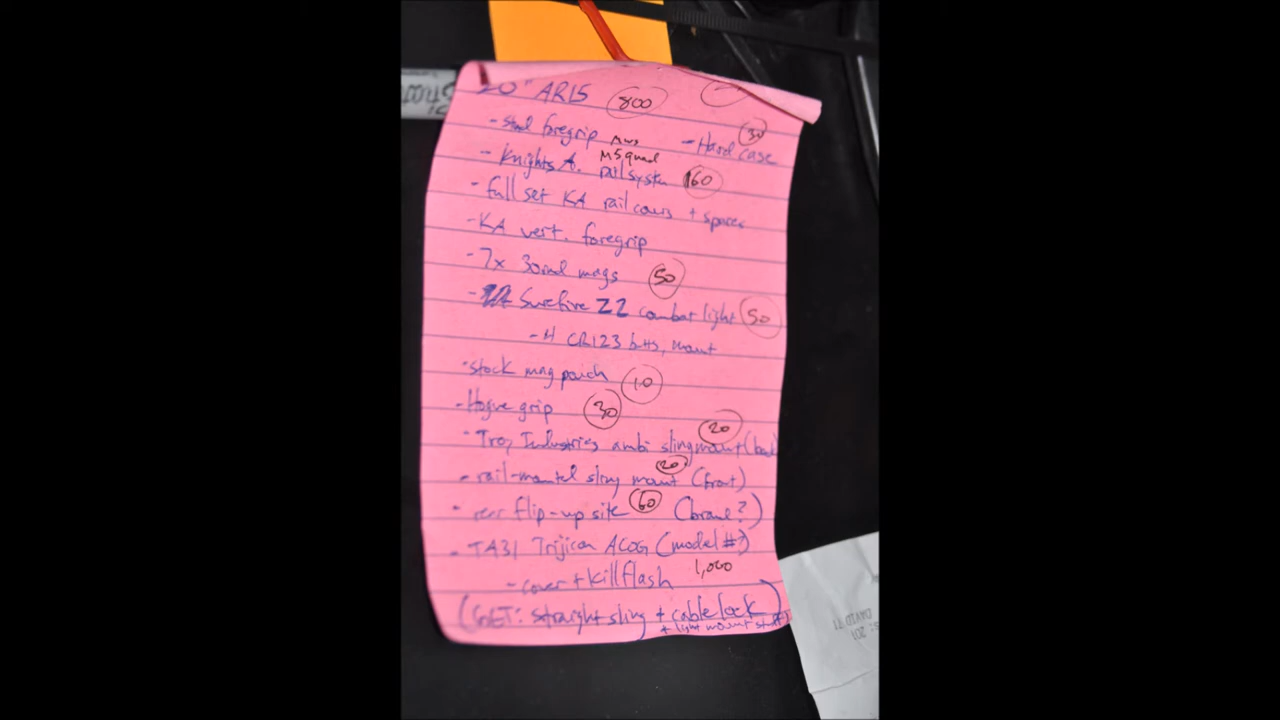 20" AR15 800
- stnd foregrip - Hard case 30
- Knights A. MWS M5 quad rail system 160
- full set KA rail covers + spares
- KA vert. foregrip
- 7x 30rnd mags 50
- Surefire Z2 combat light 50
- 4 CR123 batts, mount
- stock mag pouch 10
- Hogue grip 30
- Troy Industries ambi sling mount (back 20
- rail-mounted sling mount (front) 20
- rear flip-up site 60 (brand?)
- TA31 Trijicon ACOG (model #?)
- cover + killflash 1,000
(GET: straight sling + cable lock)
+ light mount